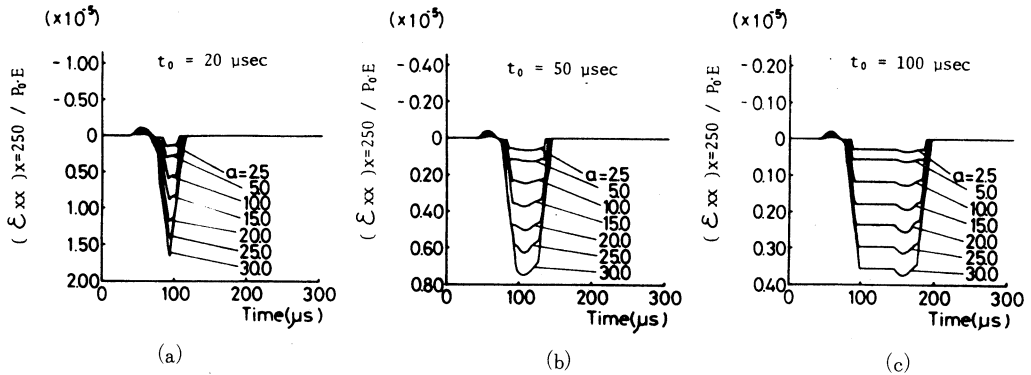 (×10⁻⁵)
- 1.00
- 0.50
0
0.50
1.00
1.50
2.00
( ℰ xx )x=250 / P₀·E
t₀ = 20 µsec
a=2.5
5.0
10.0
15.0
20.0
25.0
30.0
0 100 200 300
Time(µs)
(a)
(×10⁻⁵)
- 0.40
- 0.20
0
0.20
0.40
0.60
0.80
( ℰ xx )x=250 / P₀·E
t₀ = 50 µsec
a=2.5
5.0
10.0
15.0
20.0
25.0
30.0
0 100 200 300
Time(µs)
(b)
(×10⁻⁵)
- 0.20
- 0.10
0
0.10
0.20
0.30
0.40
( ℰ xx )x=250 / P₀·E
t₀ = 100 µsec
a=2.5
5.0
10.0
15.0
20.0
25.0
30.0
0 100 200 300
Time(µs)
(c)